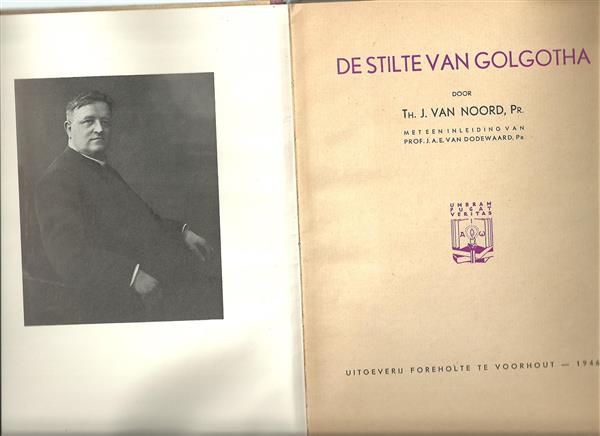 DE STILTE VAN GOLGOTHA
DOOR
TH. J. VAN NOORD, PR.
MET EEN INLEIDING VAN
PROF. J. A. E. VAN DODEWAARD, PR.
UMBRAM
FUGAT
VERITAS
Α Ω
UITGEVERIJ FOREHOLTE TE VOORHOUT — 1946